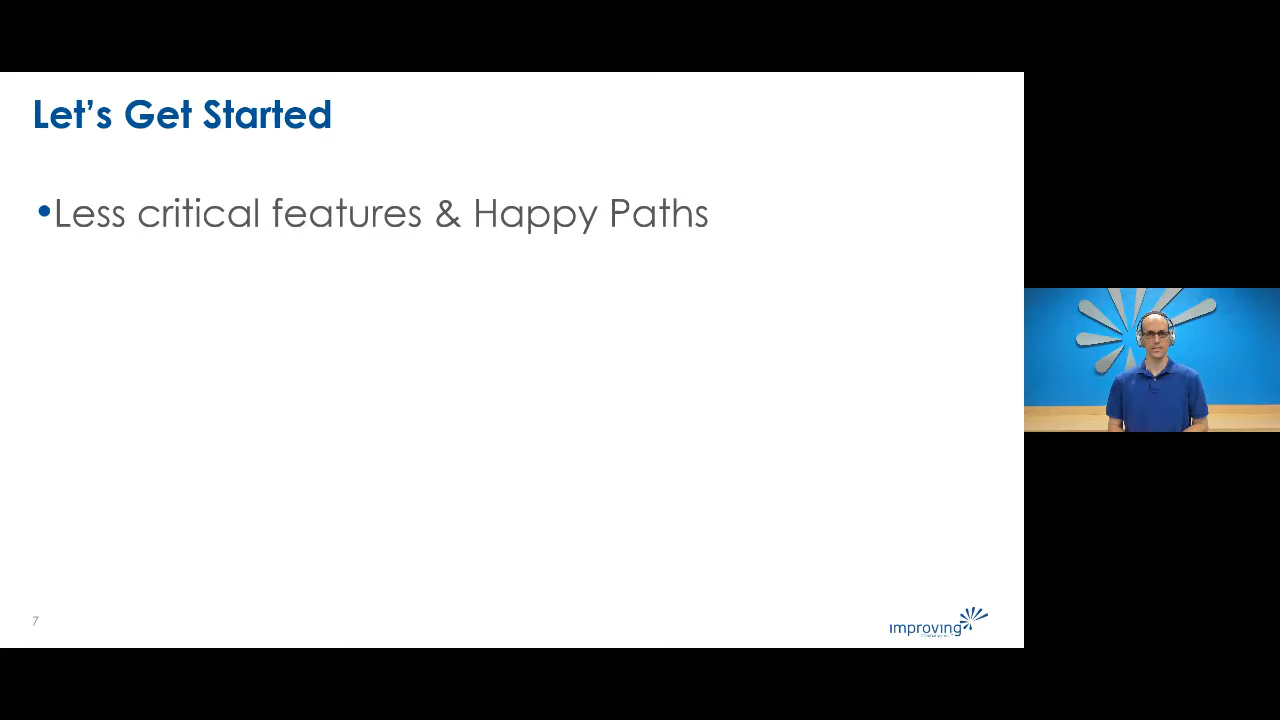 Let's Get Started
•Less critical features & Happy Paths
7
improving